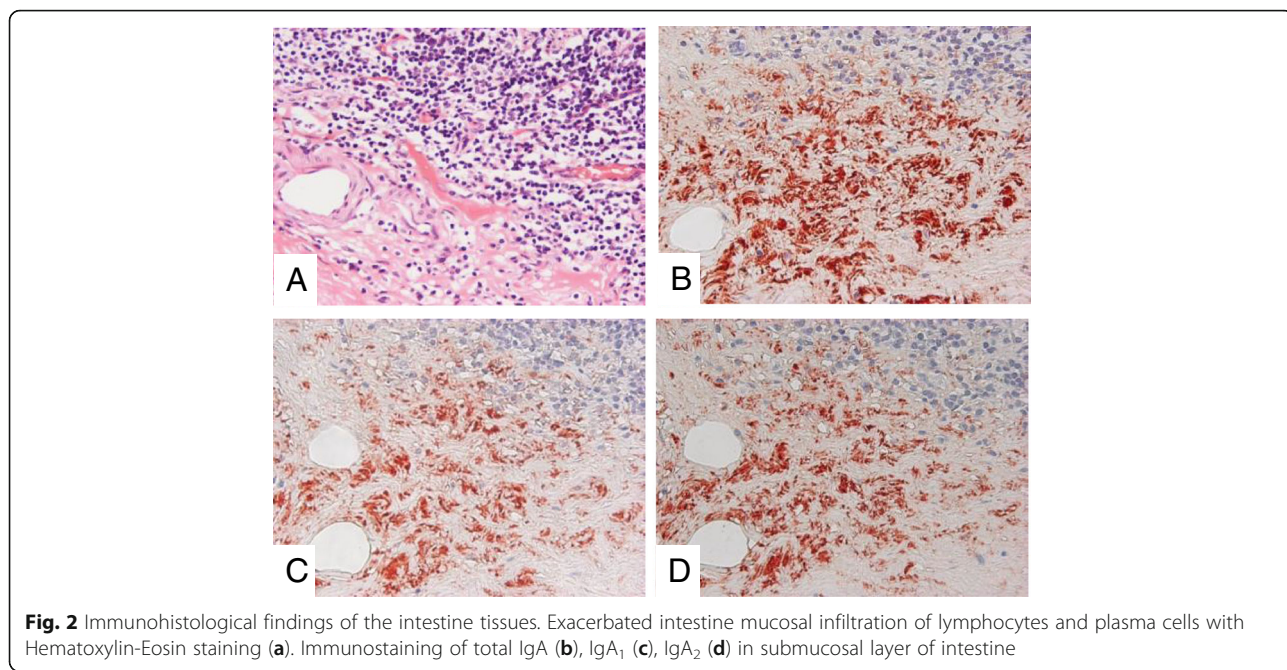 A
B
C
D
Fig. 2 Immunohistological findings of the intestine tissues. Exacerbated intestine mucosal infiltration of lymphocytes and plasma cells with
Hematoxylin-Eosin staining (a). Immunostaining of total IgA (b), IgA₁ (c), IgA₂ (d) in submucosal layer of intestine